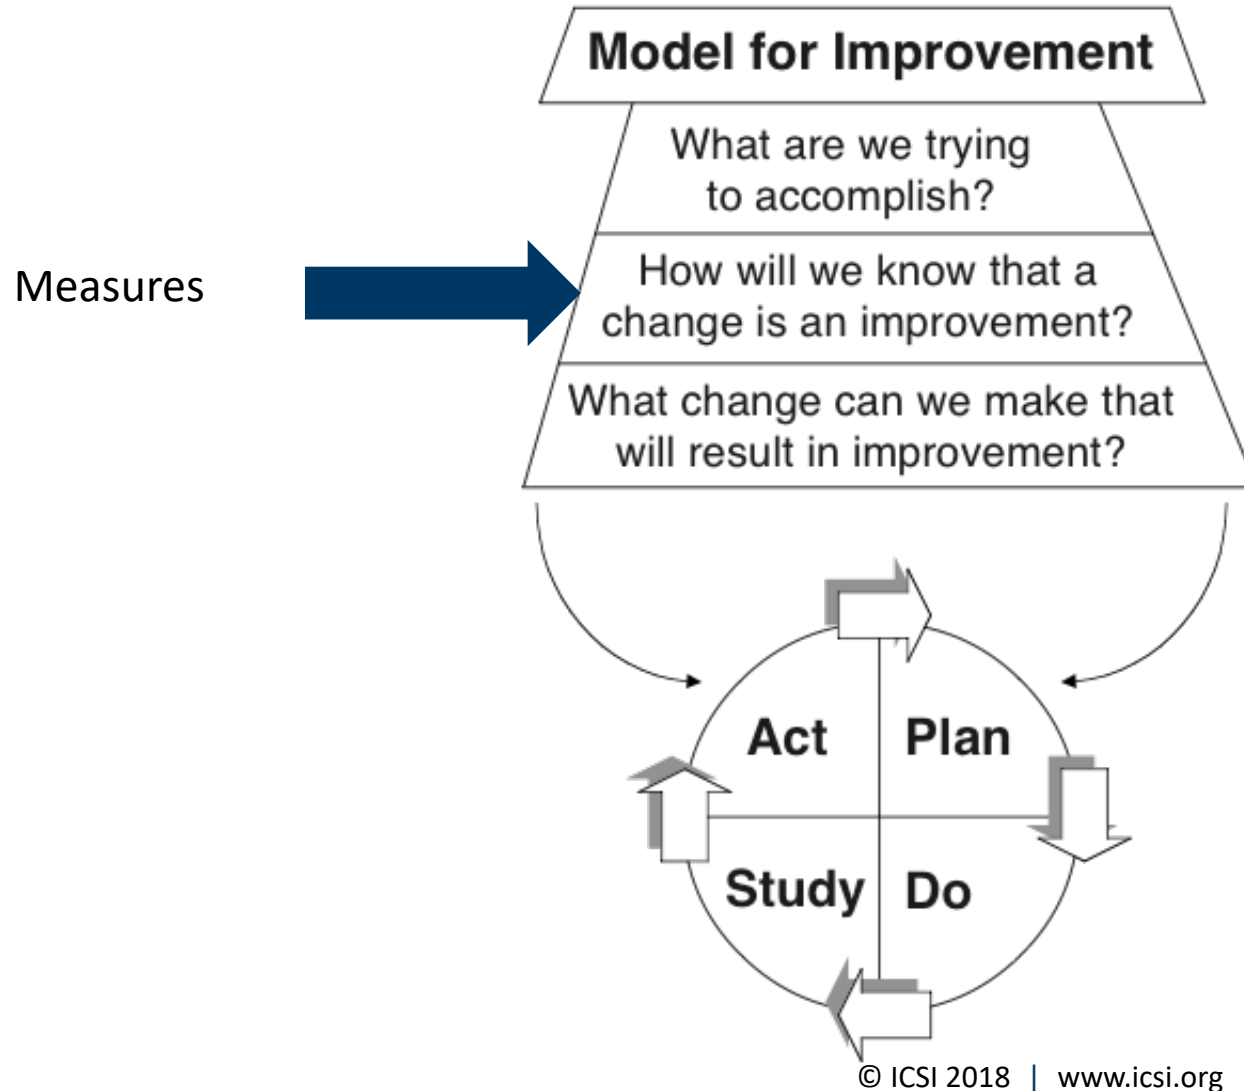 Model for Improvement
What are we trying
to accomplish?
Measures
How will we know that a
change is an improvement?
What change can we make that
will result in improvement?
Act
Plan
Study
Do
© ICSI 2018 | www.icsi.org